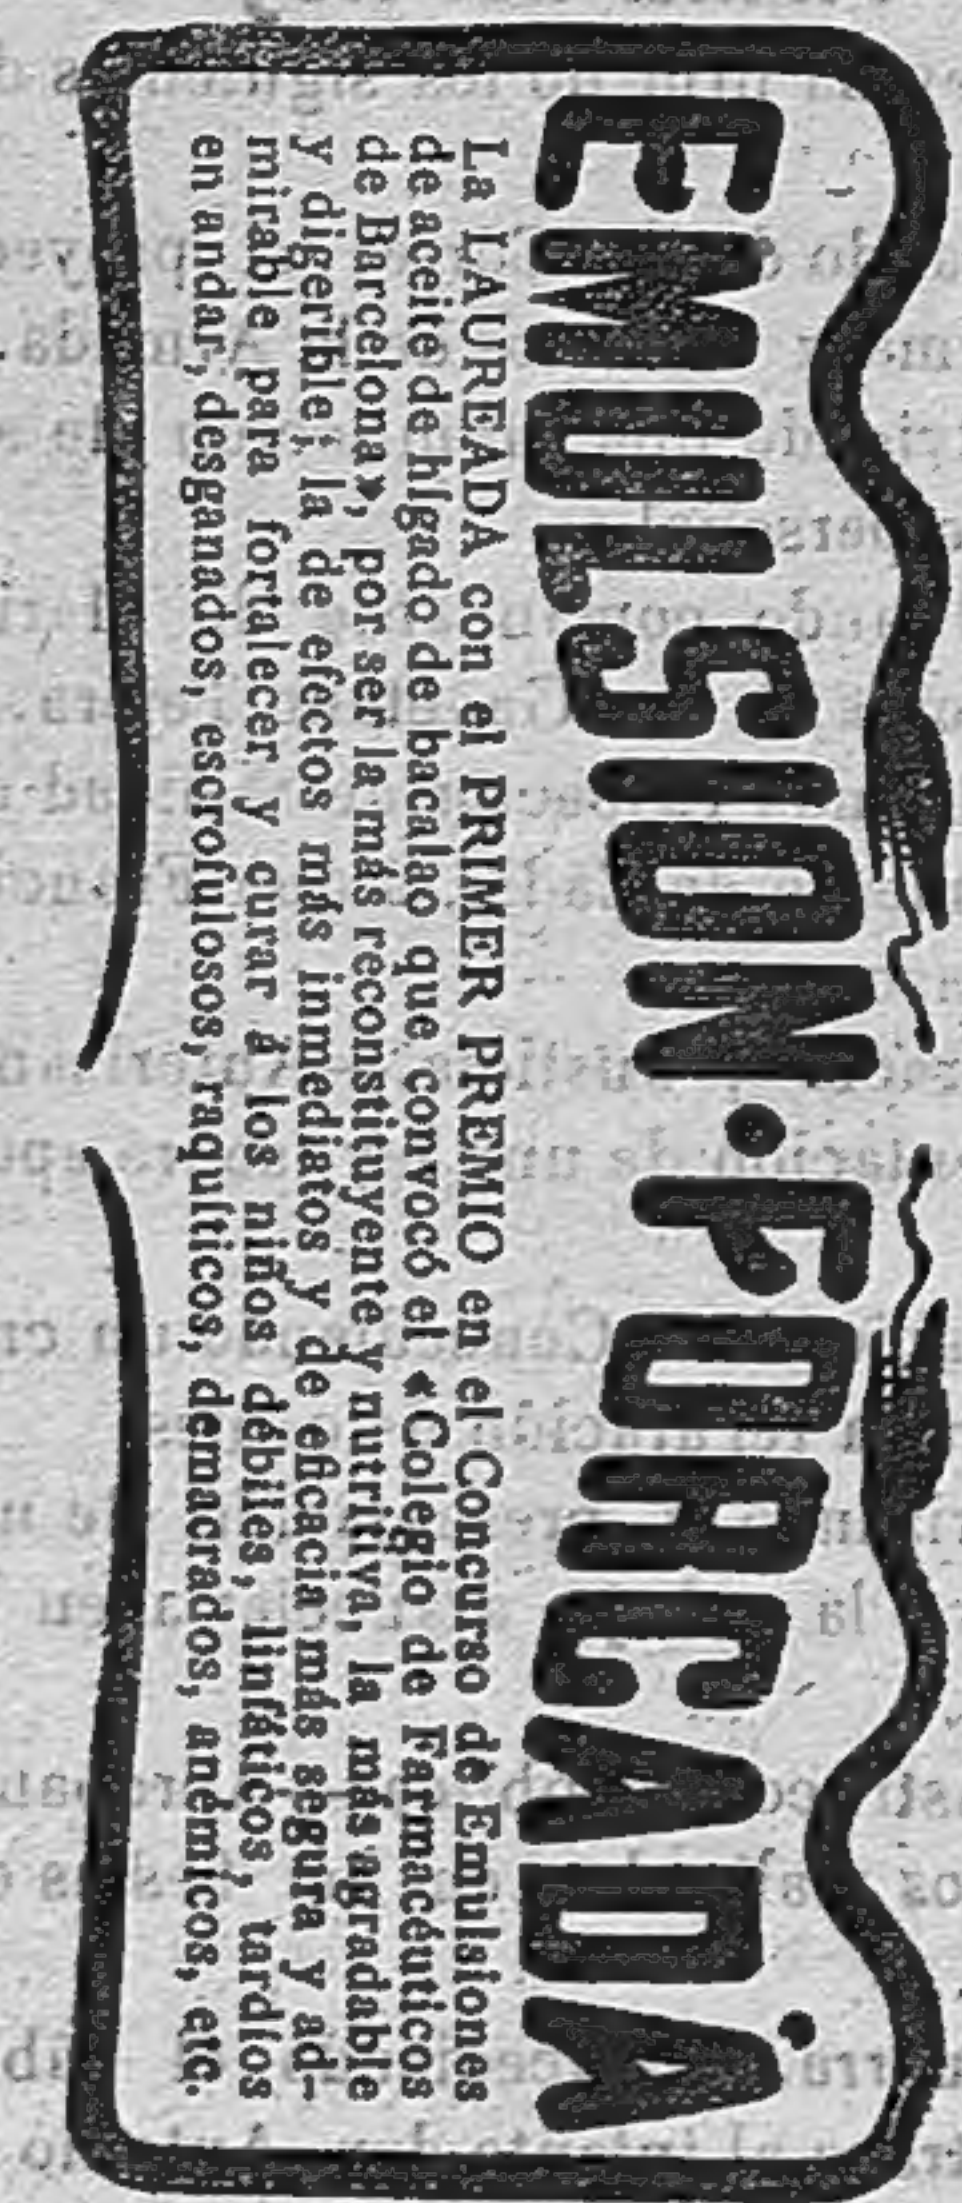 EMULSION·FORCADA
La LAUREADA con el PRIMER PREMIO en el Concurso de Emulsiones
de aceite de hígado de bacalao que convocó el «Colegio de Farmacéuticos
de Barcelona», por ser la más reconstituyente y nutritiva, la más agradable
y digerible; la de efectos más inmediatos y de eficacia más segura y ad-
mirable para fortalecer y curar á los niños débiles, linfáticos, tardíos
en andar, desganados, escrofulosos, raquíticos, demacrados, anémicos, etc.